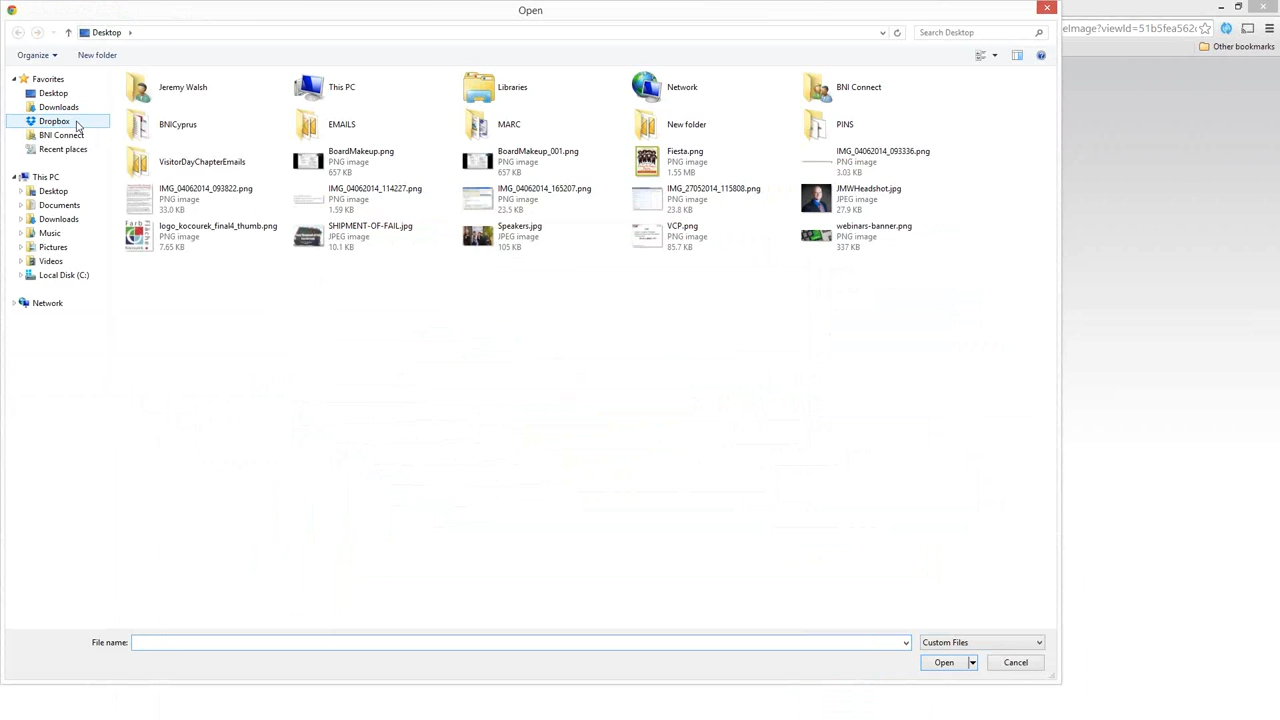 Open
Desktop
Search Desktop
eImage?viewId=51b5fea562
Other bookmarks
Organize
New folder
Favorites
Desktop
Downloads
Dropbox
BNI Connect
Recent places
This PC
Desktop
Documents
Downloads
Music
Pictures
Videos
Local Disk (C:)
Network
Jeremy Walsh
This PC
Libraries
Network
BNI Connect
BNICyprus
EMAILS
MARC
New folder
PINS
VisitorDayChapterEmails
BoardMakeup.png
PNG image
657 KB
BoardMakeup_001.png
PNG image
657 KB
Fiesta.png
PNG image
1.55 MB
IMG_04062014_093336.png
PNG image
3.03 KB
IMG_04062014_093822.png
PNG image
33.0 KB
IMG_04062014_114227.png
PNG image
1.59 KB
IMG_04062014_165207.png
PNG image
23.5 KB
IMG_27052014_115808.png
PNG image
23.8 KB
JMWHeadshot.jpg
JPEG image
27.9 KB
logo_kocourek_final4_thumb.png
PNG image
7.65 KB
SHIPMENT-OF-FAIL.jpg
JPEG image
10.1 KB
Speakers.jpg
JPEG image
105 KB
VCP.png
PNG image
85.7 KB
webinars-banner.png
PNG image
337 KB
File name:
Custom Files
Open
Cancel